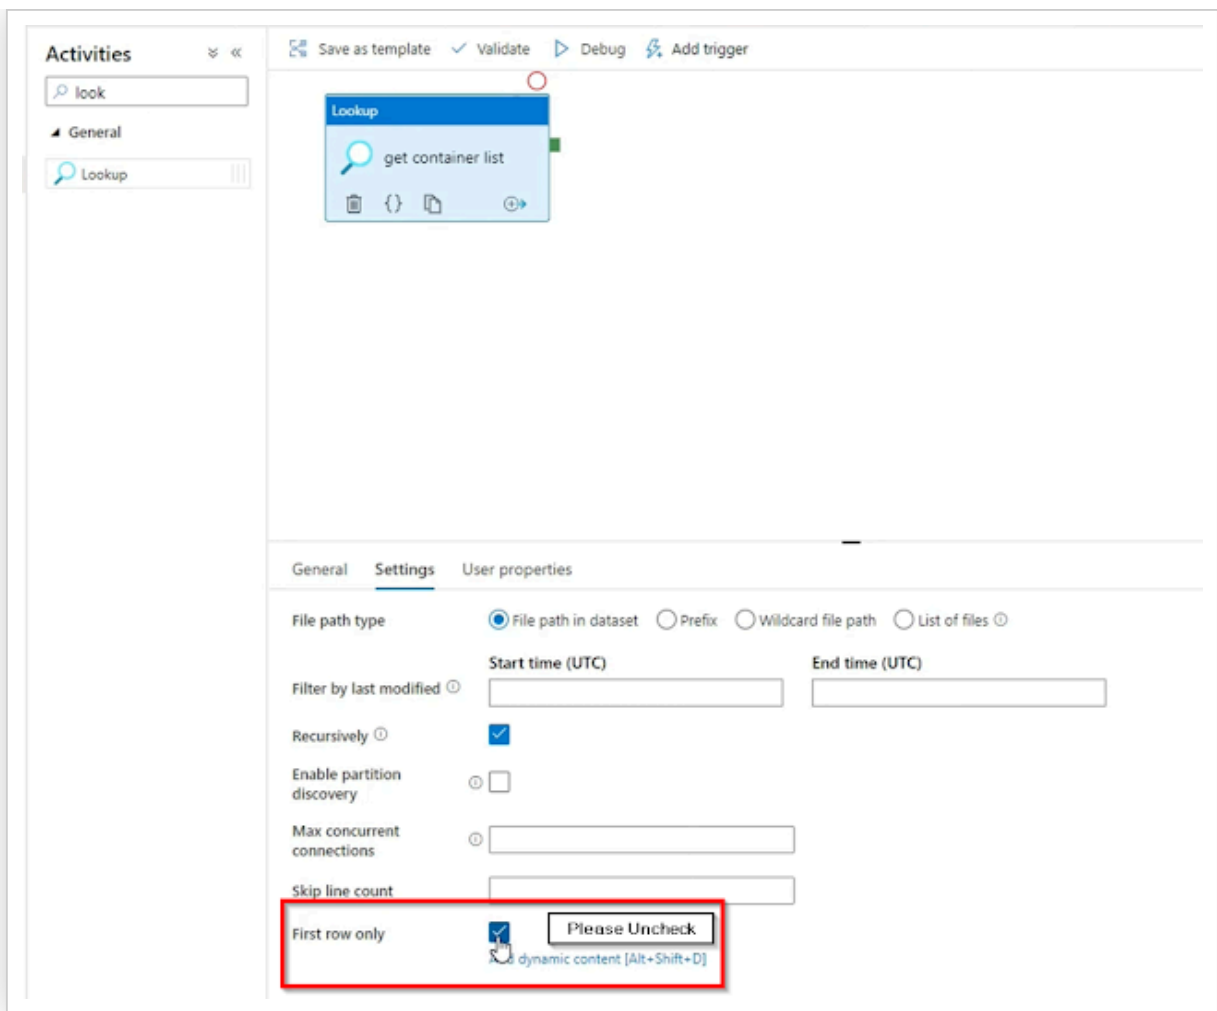 Activities
look
General
Lookup
Save as template
Validate
Debug
Add trigger
Lookup
get container list
{}
General
Settings
User properties
File path type
File path in dataset
Prefix
Wildcard file path
List of files
Start time (UTC)
End time (UTC)
Filter by last modified
Recursively
Enable partition
discovery
Max concurrent
connections
Skip line count
First row only
Please Uncheck
dynamic content [Alt+Shift+D]